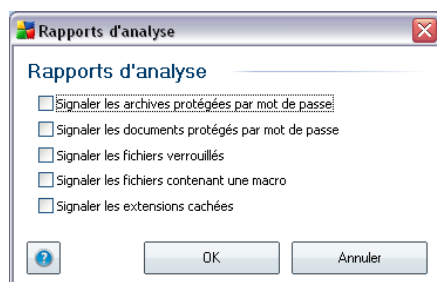 Rapports d'analyse
Rapports d'analyse
Signaler les archives protégées par mot de passe
Signaler les documents protégés par mot de passe
Signaler les fichiers verrouillés
Signaler les fichiers contenant une macro
Signaler les extensions cachées
?
OK
Annuler